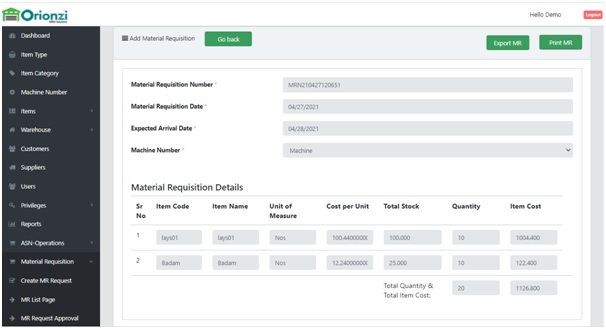 Orionzi
Hello Demo
Logout
Dashboard
Item Type
Item Category
Machine Number
Items
Warehouse
Customers
Suppliers
Users
Privileges
Reports
ASN-Operations
Material Requisition
Create MR Request
MR List Page
MR Request Approval
Add Material Requisition
Go back
Export MR
Print MR
Material Requisition Number *
MRN210427120651
Material Requisition Date *
04/27/2021
Expected Arrival Date *
04/28/2021
Machine Number *
Machine
Material Requisition Details
Sr No Item Code Item Name Unit of Measure Cost per Unit Total Stock Quantity Item Cost
1 lays01 lays01 Nos 100.4400000 100.000 10 1004.400
2 Badam Badam Nos 12.24000000 25.000 10 122.400
Total Quantity &
Total Item Cost:
20 1126.800